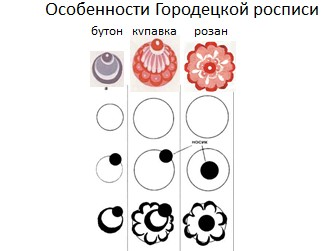 Особенности Городецкой росписи
бутон купавка розан
носик